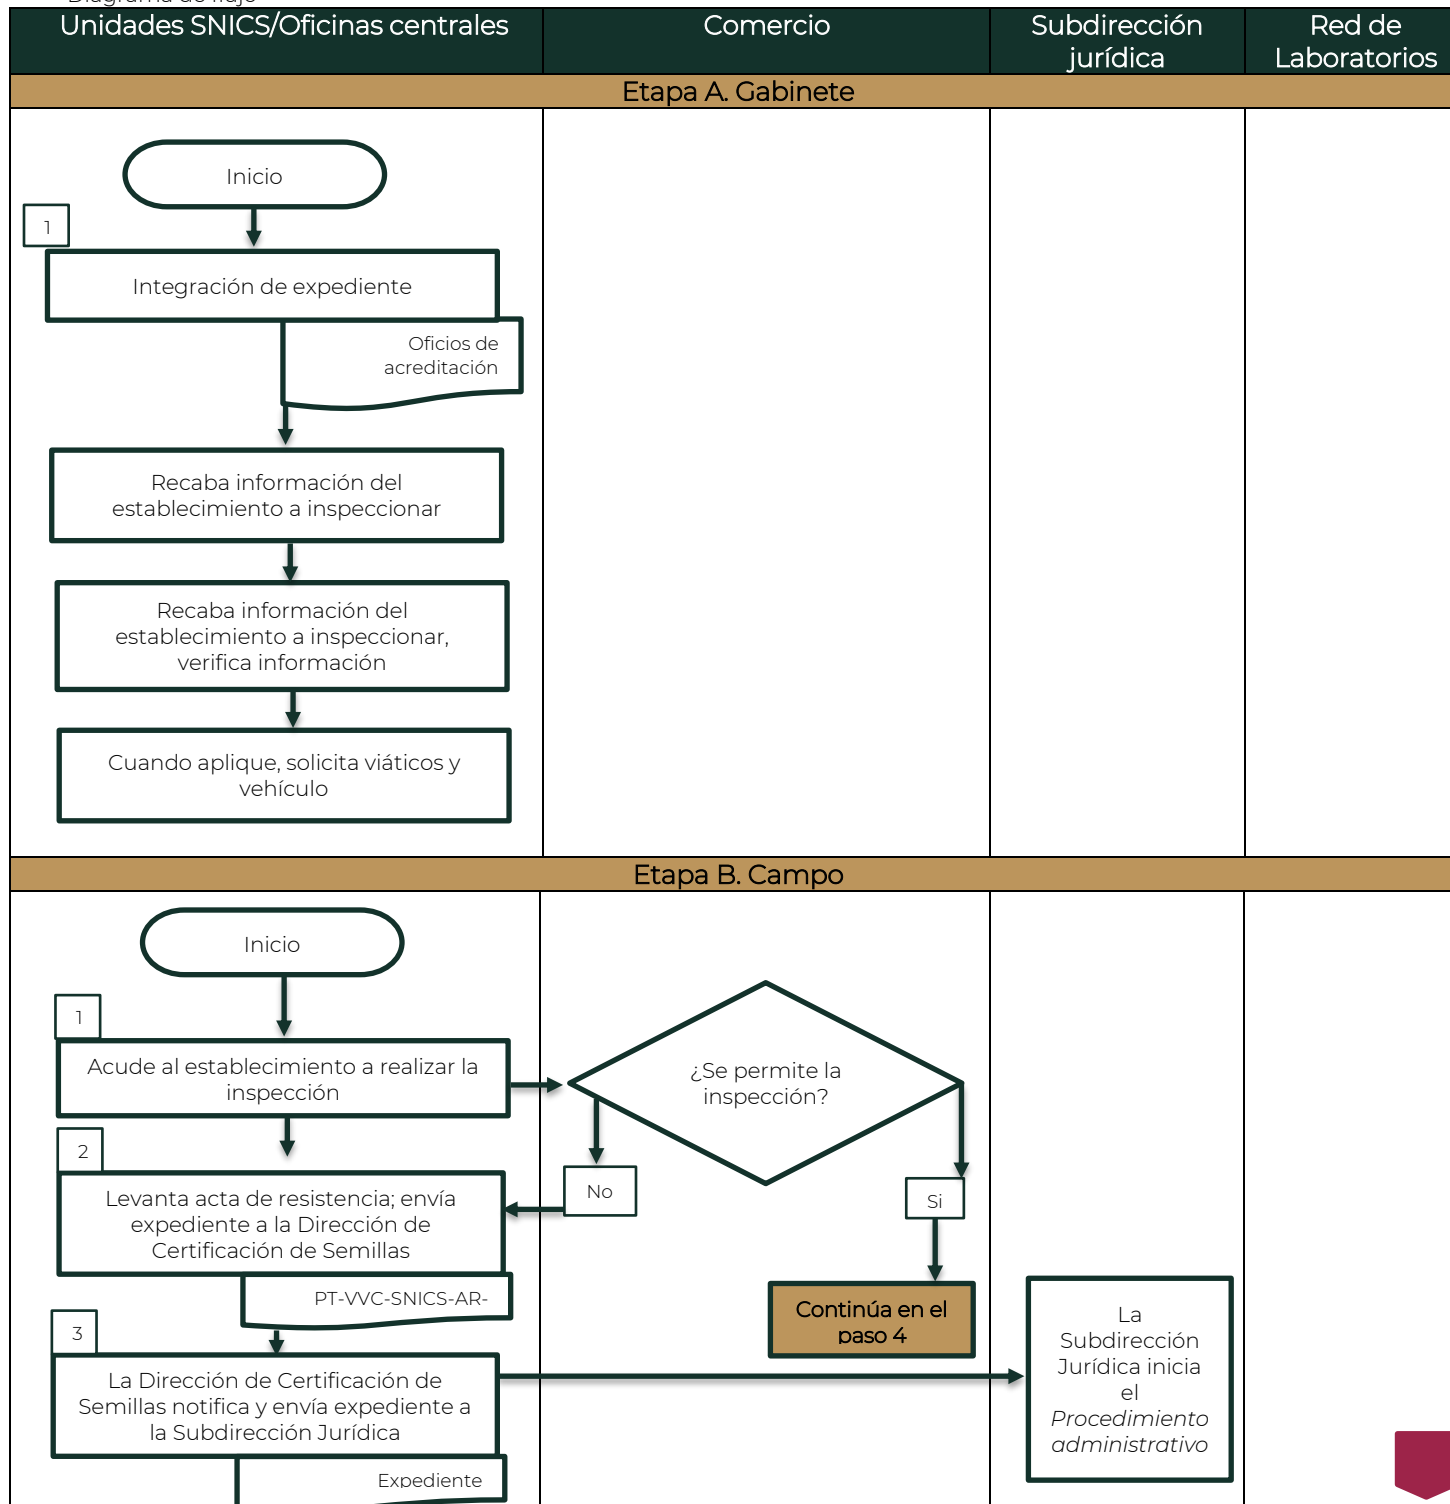 Diagrama de flujo
Unidades SNICS/Oficinas centrales
Comercio
Subdirección
jurídica
Red de
Laboratorios
Etapa A. Gabinete
Inicio
1
Integración de expediente
Oficios de
acreditación
Recaba información del
establecimiento a inspeccionar
Recaba información del
establecimiento a inspeccionar,
verifica información
Cuando aplique, solicita viáticos y
vehículo
Etapa B. Campo
Inicio
1
Acude al establecimiento a realizar la
inspección
¿Se permite la
inspección?
2
No
Si
Levanta acta de resistencia; envía
expediente a la Dirección de
Certificación de Semillas
PT-VVC-SNICS-AR-
Continúa en el
paso 4
3
La Dirección de Certificación de
Semillas notifica y envía expediente a
la Subdirección Jurídica
Expediente
La
Subdirección
Jurídica inicia
el
Procedimiento
administrativo